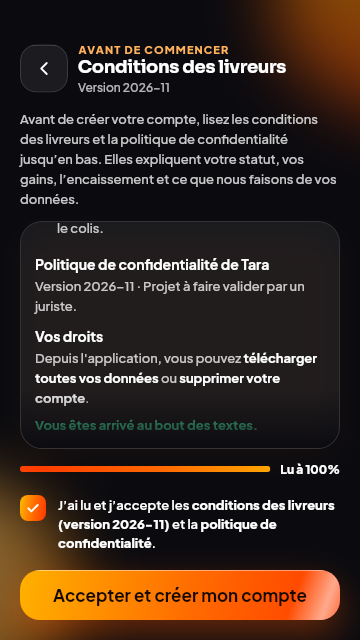 AVANT DE COMMENCER
Conditions des livreurs
Version 2026-11
Avant de créer votre compte, lisez les conditions
des livreurs et la politique de confidentialité
jusqu'en bas. Elles expliquent votre statut, vos
gains, l'encaissement et ce que nous faisons de vos
données.
le colis.
Politique de confidentialité de Tara
Version 2026-11 · Projet à faire valider par un
juriste.
Vos droits
Depuis l'application, vous pouvez télécharger
toutes vos données ou supprimer votre
compte.
Vous êtes arrivé au bout des textes.
Lu à 100%
J'ai lu et j'accepte les conditions des livreurs
(version 2026-11) et la politique de
confidentialité.
Accepter et créer mon compte